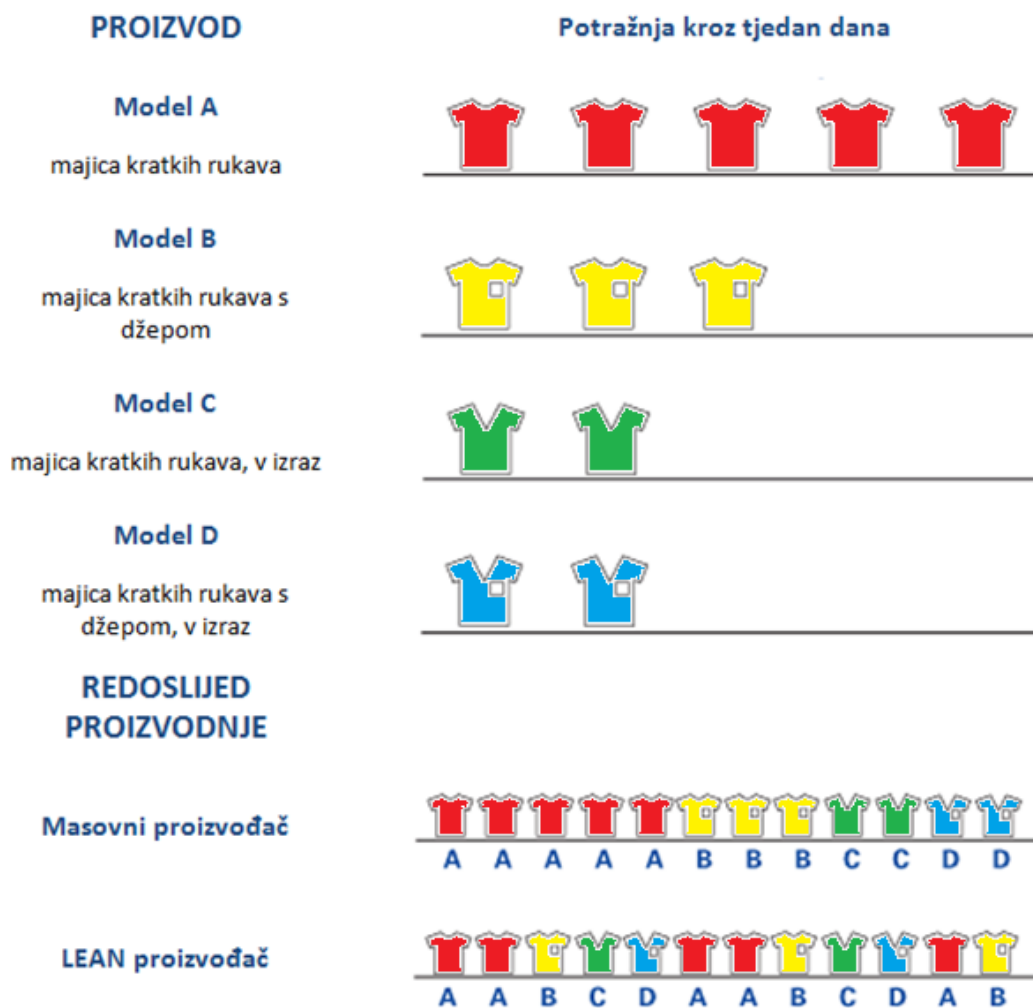 PROIZVOD
Potražnja kroz tjedan dana
Model A
majica kratkih rukava
Model B
majica kratkih rukava s
džepom
Model C
majica kratkih rukava, v izraz
Model D
majica kratkih rukava s
džepom, v izraz
REDOSLIJED
PROIZVODNJE
Masovni proizvođač
A A A A A B B B C C D D
LEAN proizvođač
A A B C D A A B C D A B